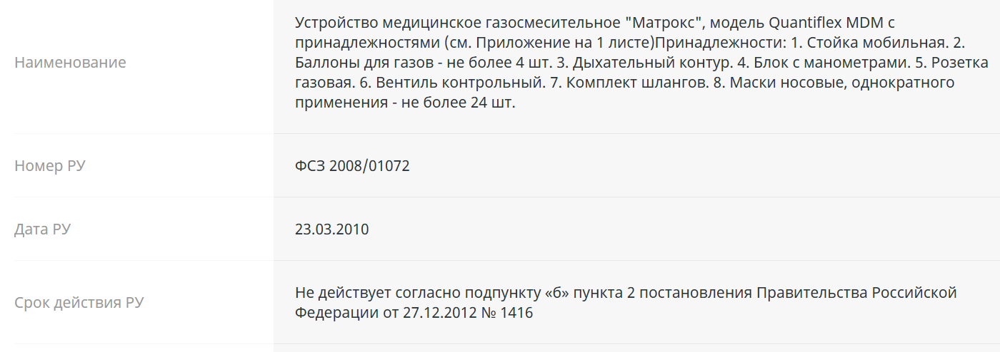 Наименование
Устройство медицинское газосмесительное "Матрокс", модель Quantiflex MDM с
принадлежностями (см. Приложение на 1 листе)Принадлежности: 1. Стойка мобильная. 2.
Баллоны для газов - не более 4 шт. 3. Дыхательный контур. 4. Блок с манометрами. 5. Розетка
газовая. 6. Вентиль контрольный. 7. Комплект шлангов. 8. Маски носовые, однократного
применения - не более 24 шт.
Номер РУ
ФСЗ 2008/01072
Дата РУ
23.03.2010
Срок действия РУ
Не действует согласно подпункту «б» пункта 2 постановления Правительства Российской
Федерации от 27.12.2012 № 1416